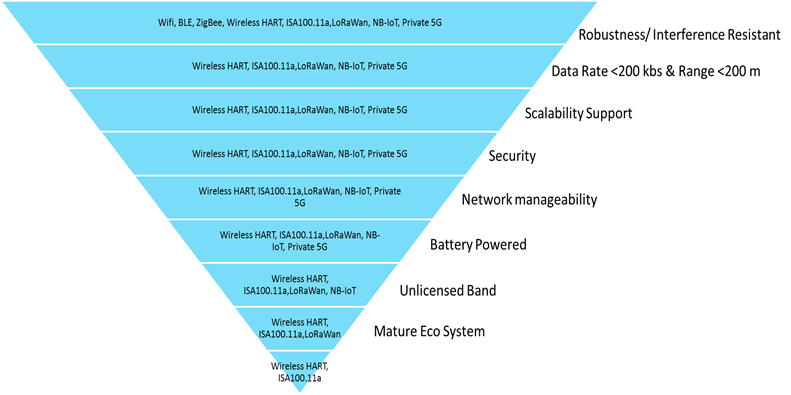 Wifi, BLE, ZigBee, Wireless HART, ISA100.11a,LoRaWan, NB-IoT, Private 5G
Robustness/ Interference Resistant
Wireless HART, ISA100.11a,LoRaWan, NB-IoT, Private 5G
Data Rate <200 kbs & Range <200 m
Wireless HART, ISA100.11a,LoRaWan, NB-IoT, Private 5G
Scalability Support
Wireless HART, ISA100.11a,LoRaWan, NB-IoT, Private 5G
Security
Wireless HART, ISA100.11a,LoRaWan, NB-IoT, Private
5G
Network manageability
Wireless HART, ISA100.11a,LoRaWan, NB-
IoT, Private 5G
Battery Powered
Wireless HART,
ISA100.11a,LoRaWan, NB-IoT
Unlicensed Band
Wireless HART,
ISA100.11a,LoRaWan
Mature Eco System
Wireless HART,
ISA100.11a